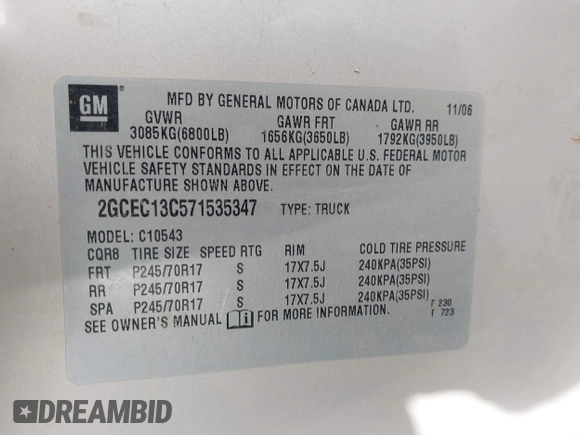 GM ®
MFD BY GENERAL MOTORS OF CANADA LTD. 11/06
GVWR GAWR FRT GAWR RR
3085KG(6800LB) 1656KG(3650LB) 1792KG(3950LB)
THIS VEHICLE CONFORMS TO ALL APPLICABLE U.S. FEDERAL MOTOR
VEHICLE SAFETY STANDARDS IN EFFECT ON THE DATE OF
MANUFACTURE SHOWN ABOVE.
2GCEC13C571535347 TYPE: TRUCK
MODEL: C10543
CQR8 TIRE SIZE SPEED RTG RIM COLD TIRE PRESSURE
FRT P245/70R17 S 17X7.5J 240KPA(35PSI)
RR P245/70R17 S 17X7.5J 240KPA(35PSI)
SPA P245/70R17 S 17X7.5J 240KPA(35PSI)
SEE OWNER'S MANUAL FOR MORE INFORMATION.
F 230
T 723
DREAMBID